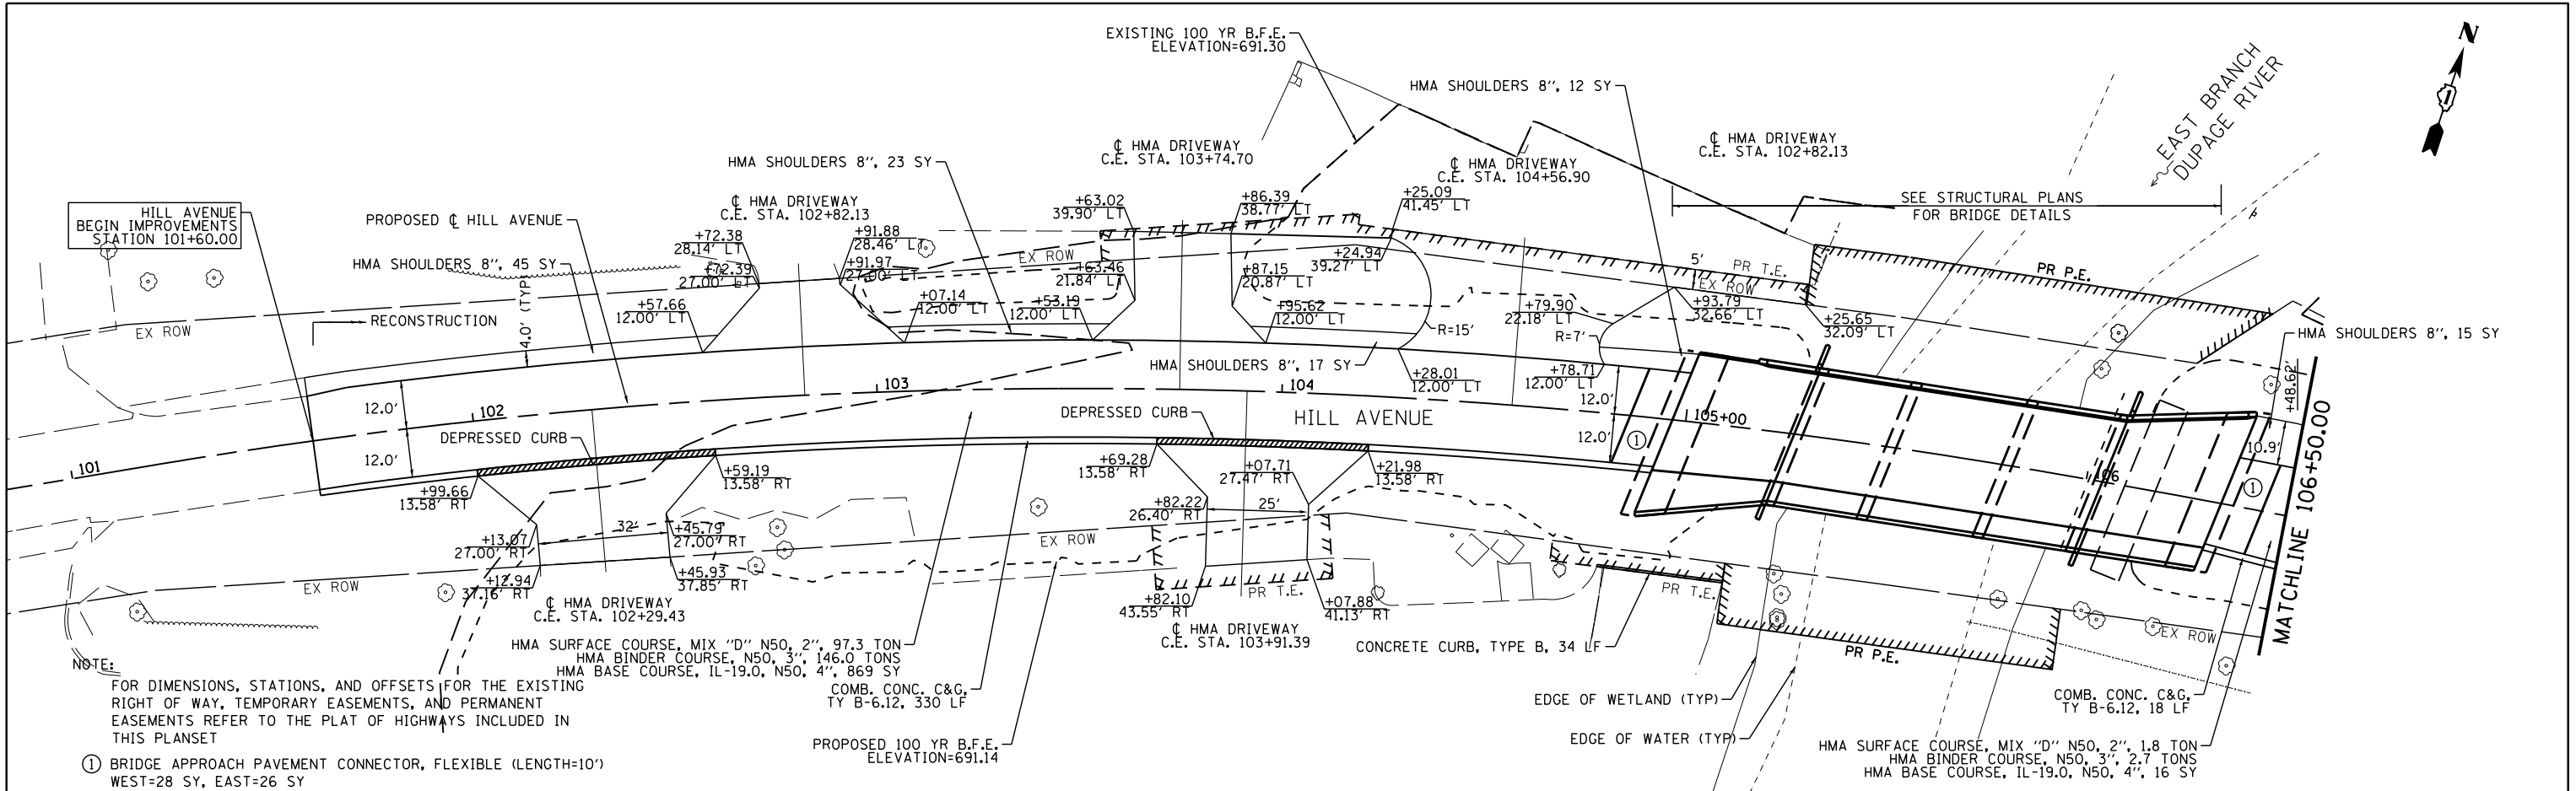 EXISTING 100 YR B.F.E.
ELEVATION=691.30
N
EAST BRANCH
DUPAGE RIVER
HMA SHOULDERS 8", 12 SY
℄ HMA DRIVEWAY
C.E. STA. 103+74.70
℄ HMA DRIVEWAY
C.E. STA. 102+82.13
HMA SHOULDERS 8", 23 SY
℄ HMA DRIVEWAY
C.E. STA. 104+56.90
SEE STRUCTURAL PLANS
FOR BRIDGE DETAILS
HILL AVENUE
BEGIN IMPROVEMENTS
STATION 101+60.00
PROPOSED ℄ HILL AVENUE
℄ HMA DRIVEWAY
C.E. STA. 102+82.13
+63.02
39.90' LT
+86.39
38.77' LT
+25.09
41.45' LT
+72.38
28.14' LT
+91.88
28.46' LT
HMA SHOULDERS 8", 45 SY
+72.39
27.00' LT
+91.97
27.00' LT
EX ROW
+63.46
21.84' LT
+87.15
20.87' LT
+24.94
39.27' LT
5'
PR T.E.
PR P.E.
EX ROW
4.0' (TYP)
+57.66
12.00' LT
+07.14
12.00' LT
+53.19
12.00' LT
+95.62
12.00' LT
+79.90
22.18' LT
+93.79
32.66' LT
+25.65
32.09' LT
RECONSTRUCTION
EX ROW
R=15'
R=7'
HMA SHOULDERS 8", 15 SY
HMA SHOULDERS 8", 17 SY
+28.01
12.00' LT
+78.71
12.00' LT
+48.62'
12.0'
102
103
104
105+00
12.0'
DEPRESSED CURB
DEPRESSED CURB
HILL AVENUE
12.0'
12.0'
1
10.9'
101
+99.66
13.58' RT
+59.19
13.58' RT
+69.28
13.58' RT
+07.71
27.47' RT
+21.98
13.58' RT
106
1
MATCHLINE 106+50.00
32'
+82.22
26.40' RT
25'
+13.07
27.00' RT
+45.79
27.00' RT
EX ROW
+12.94
37.16' RT
+45.93
37.85' RT
EX ROW
PR T.E.
PR T.E.
+82.10
43.55' RT
+07.88
41.13' RT
℄ HMA DRIVEWAY
C.E. STA. 102+29.43
℄ HMA DRIVEWAY
C.E. STA. 103+91.39
EX ROW
HMA SURFACE COURSE, MIX "D" N50, 2", 97.3 TON
HMA BINDER COURSE, N50, 3", 146.0 TONS
HMA BASE COURSE, IL-19.0, N50, 4", 869 SY
CONCRETE CURB, TYPE B, 34 LF
PR P.E.
NOTE:
FOR DIMENSIONS, STATIONS, AND OFFSETS FOR THE EXISTING
RIGHT OF WAY, TEMPORARY EASEMENTS, AND PERMANENT
EASEMENTS REFER TO THE PLAT OF HIGHWAYS INCLUDED IN
THIS PLANSET
COMB. CONC. C&G,
TY B-6.12, 330 LF
EDGE OF WETLAND (TYP)
COMB. CONC. C&G,
TY B-6.12, 18 LF
PROPOSED 100 YR B.F.E.
ELEVATION=691.14
EDGE OF WATER (TYP)
HMA SURFACE COURSE, MIX "D" N50, 2", 1.8 TON
HMA BINDER COURSE, N50, 3", 2.7 TONS
HMA BASE COURSE, IL-19.0, N50, 4", 16 SY
1 BRIDGE APPROACH PAVEMENT CONNECTOR, FLEXIBLE (LENGTH=10')
WEST=28 SY, EAST=26 SY